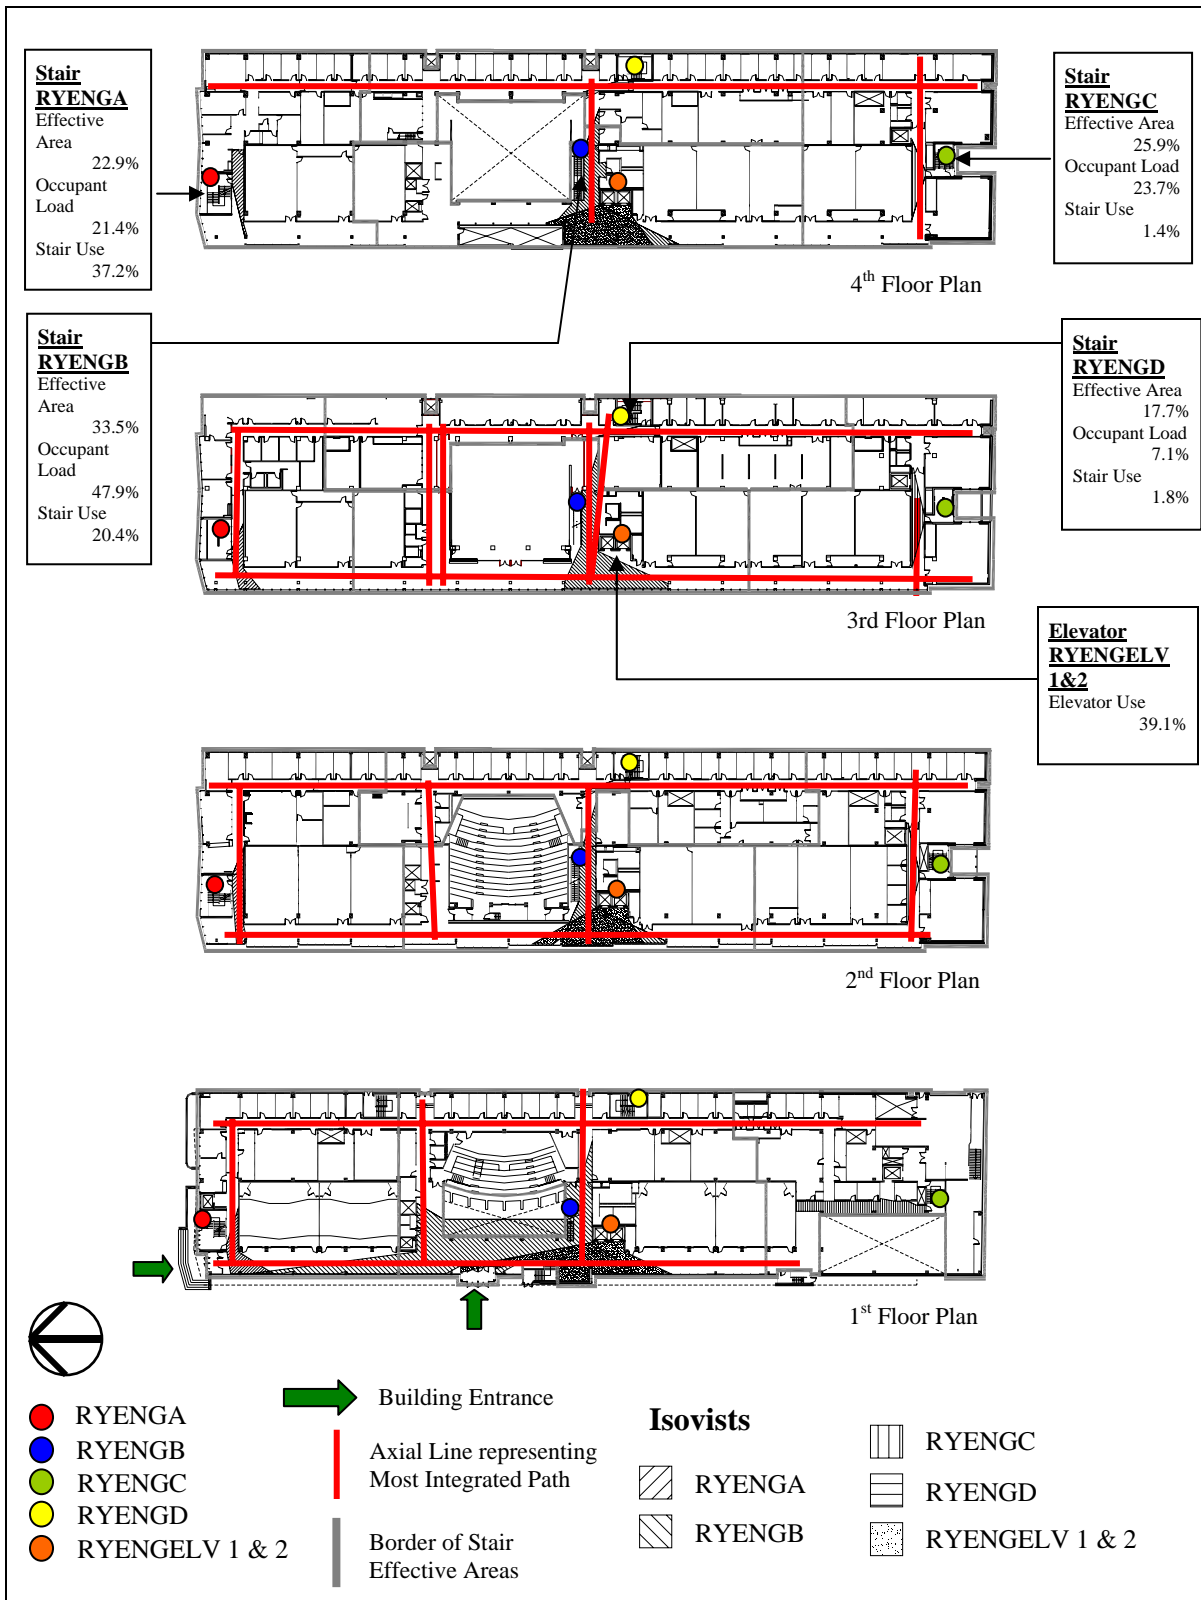 Stair
RYENGA
Effective
Area
22.9%
Occupant
Load
21.4%
Stair Use
37.2%
Stair
RYENGC
Effective Area
25.9%
Occupant Load
23.7%
Stair Use
1.4%
4th Floor Plan
Stair
RYENGB
Effective
Area
33.5%
Occupant
Load
47.9%
Stair Use
20.4%
Stair
RYENGD
Effective Area
17.7%
Occupant Load
7.1%
Stair Use
1.8%
3rd Floor Plan
Elevator
RYENGELV
1&2
Elevator Use
39.1%
2nd Floor Plan
1st Floor Plan
RYENGA
RYENGB
RYENGC
RYENGD
RYENGELV 1 & 2
Building Entrance
Axial Line representing
Most Integrated Path
Border of Stair
Effective Areas
Isovists
RYENGA
RYENGB
RYENGC
RYENGD
RYENGELV 1 & 2